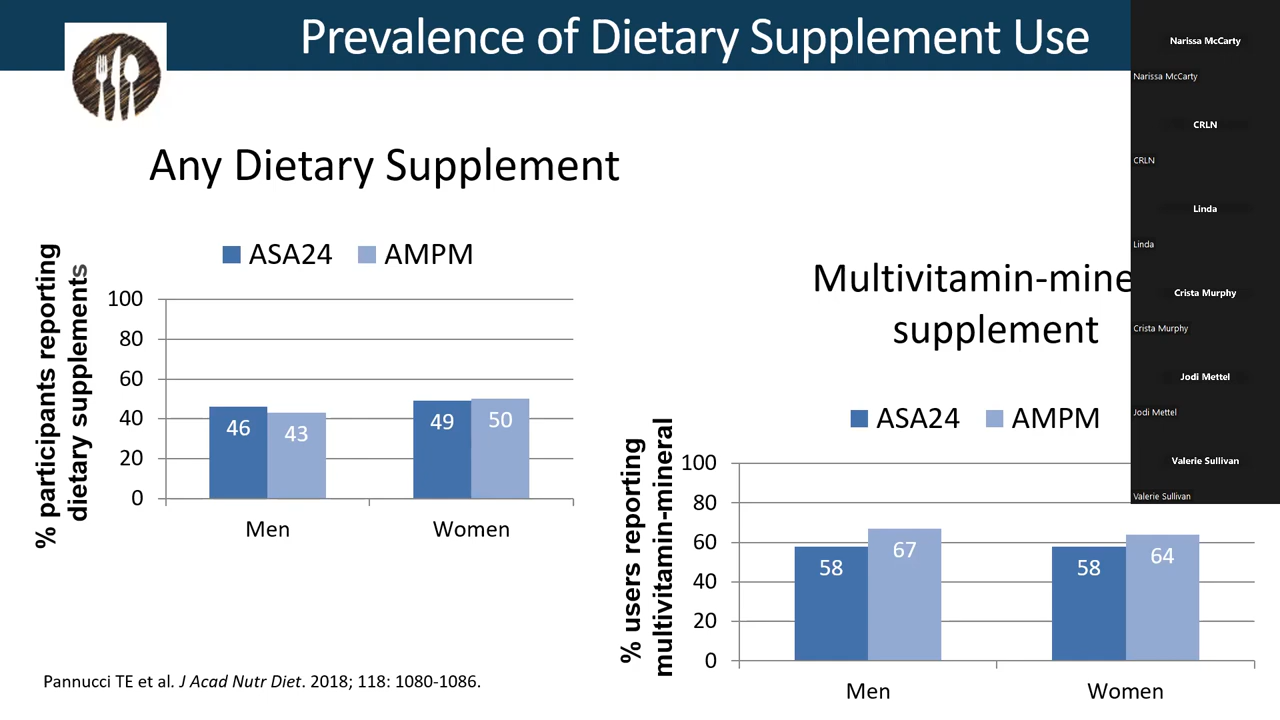 Prevalence of Dietary Supplement Use
Any Dietary Supplement
ASA24 AMPM
% participants reporting
dietary supplements
100
80
60
40
20
0
46 43 49 50
Men Women
Multivitamin-mine
supplement
ASA24 AMPM
% users reporting
multivitamin-mineral
100
80
60
40
20
0
58 67 58 64
Men Women
Pannucci TE et al. J Acad Nutr Diet. 2018; 118: 1080-1086.
Narissa McCarty
Narissa McCarty
CRLN
CRLN
Linda
Linda
Crista Murphy
Crista Murphy
Jodi Mettel
Jodi Mettel
Valerie Sullivan
Valerie Sullivan